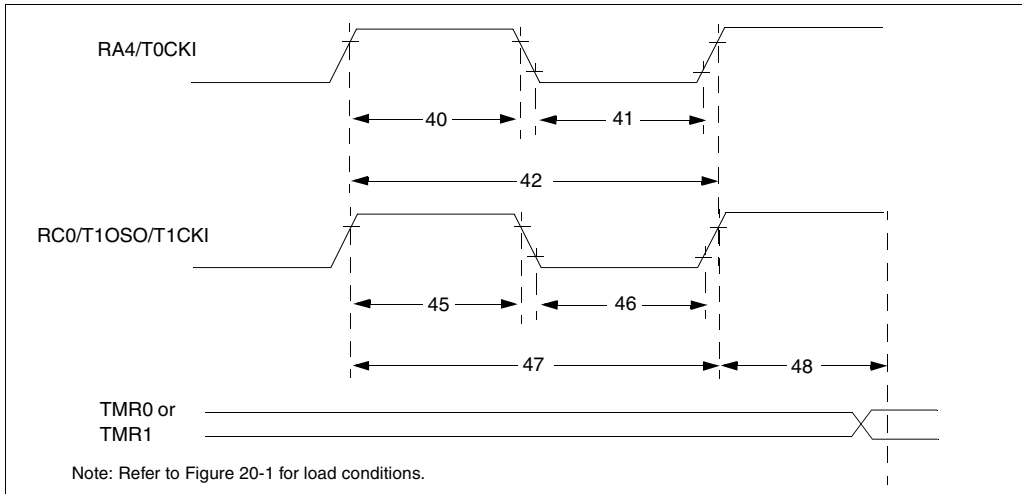 RA4/T0CKI
40
41
42
RC0/T1OSO/T1CKI
45
46
47
48
TMR0 or
TMR1
Note: Refer to Figure 20-1 for load conditions.